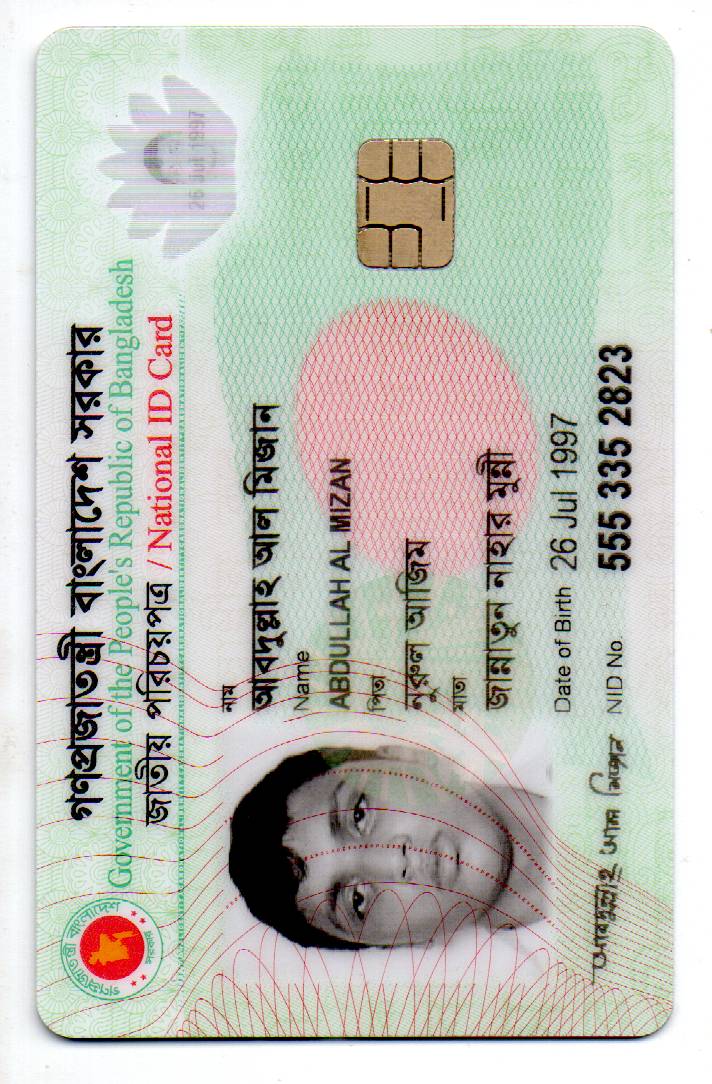 গণপ্রজাতন্ত্রী বাংলাদেশ সরকার
Government of the People's Republic of Bangladesh
জাতীয় পরিচয়পত্র / National ID Card
26 Jul 1997
নাম
আবদুল্লাহ আল মিজান
Name
ABDULLAH AL MIZAN
পিতা
নুরুল আজিম
মাতা
জান্নাতুন নাহার মুন্নী
Date of Birth 26 Jul 1997
NID No. 555 335 2823
আবদুল্লাহ আল মিজান